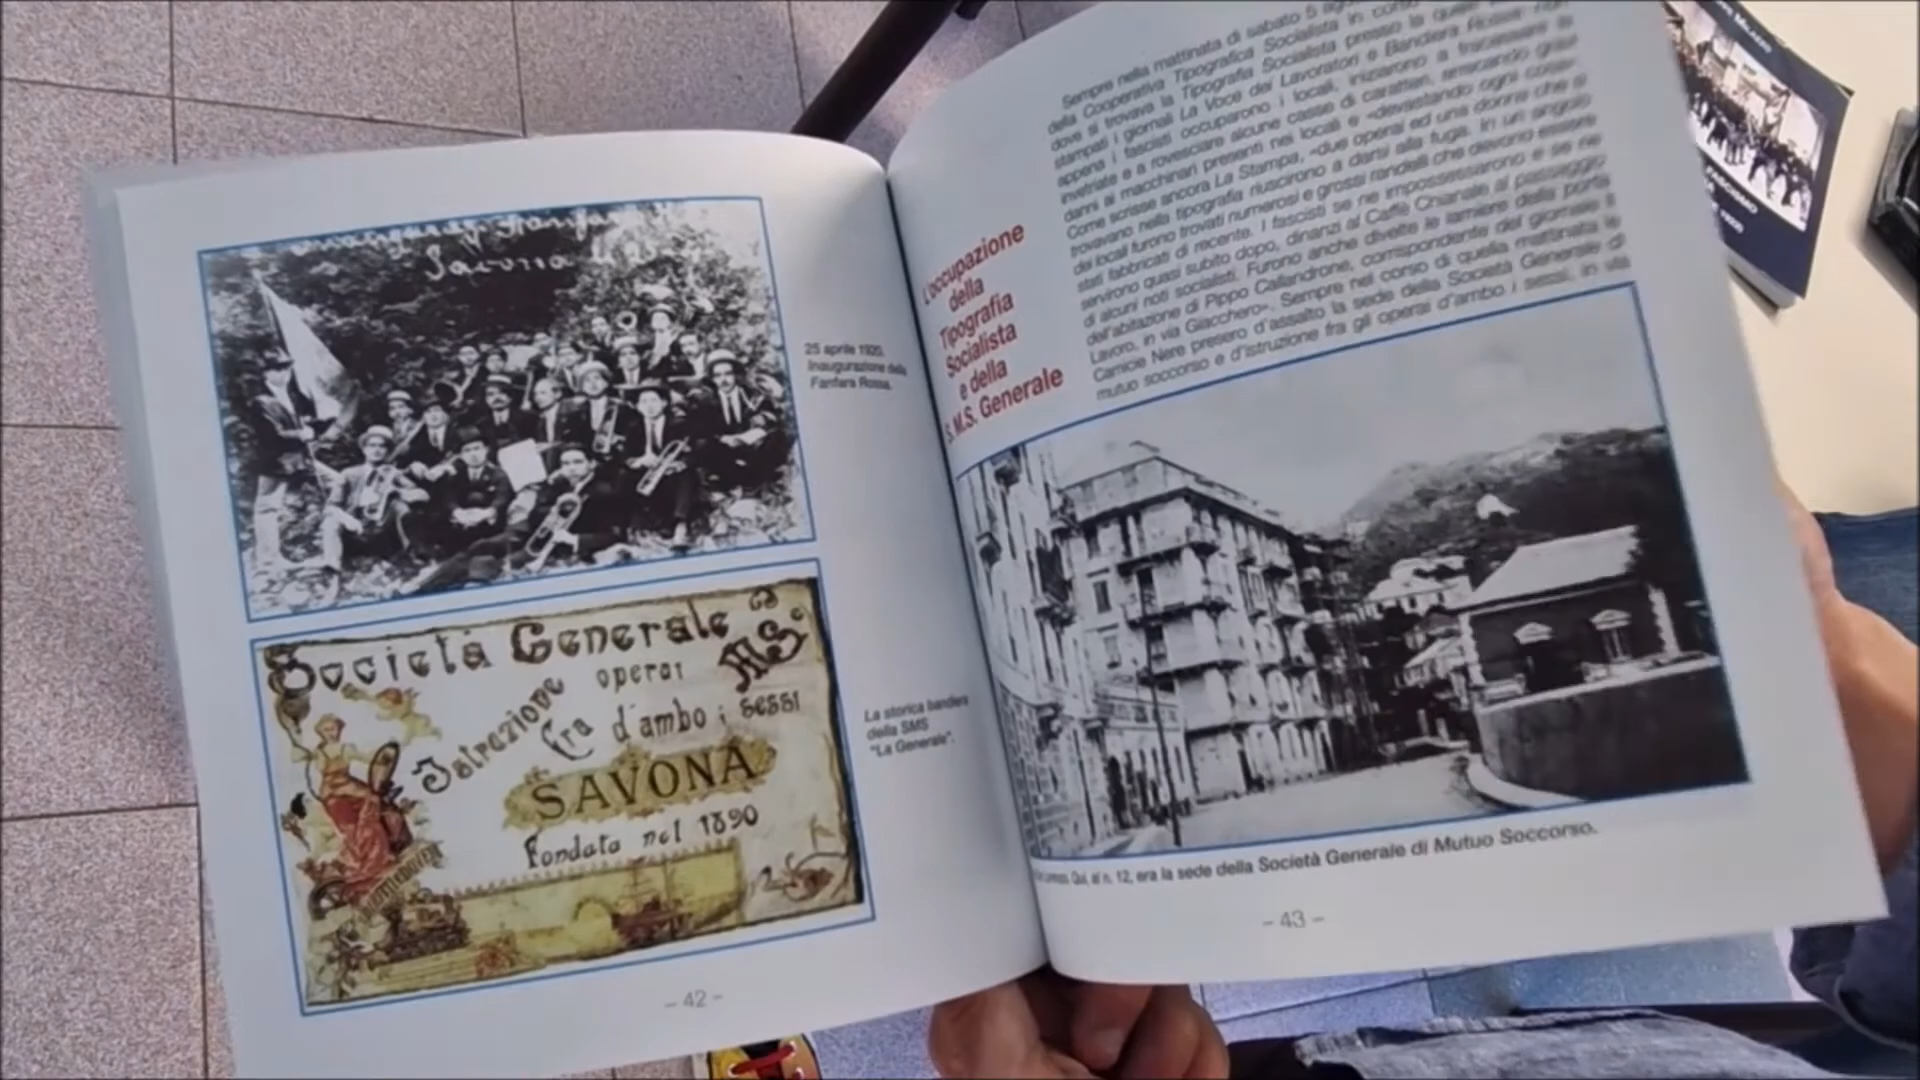 Savona
25 aprile 1920.
Inaugurazione della
Fanfara Rossa.
Società Generale
operai M.S.
Istruzione
fra d'ambo i sessi
SAVONA
fondata nel 1890
La storica bandiera
della SMS
"La Generale".
– 42 –
L'occupazione
della
Tipografia
Socialista
e della
S.M.S. Generale
Sempre nella mattinata di sabato 5
della Cooperativa Tipografica Socialista in
dove si trovava la Tipografia Socialista presso la
stampati i giornali La Voce dei Lavoratori e Bandiera Rossa
appena i fascisti occuparono i locali, iniziarono a fracassare
invetriate e a rovesciare alcune casse di caratteri, arrecando gravi
danni ai macchinari presenti nei locali e «devastando ogni cosa»
Come scrisse ancora La Stampa, «due operai ed una donna che si
trovavano nella tipografia riuscirono a darsi alla fuga. In un angolo
dei locali furono trovati numerosi e grossi randelli che devono essere
stati fabbricati di recente. I fascisti se ne impossessarono e se ne
servirono quasi subito dopo, dinanzi al Caffè Chianale al passaggio
di alcuni noti socialisti. Furono anche divelte le lamiere della porta
dell'abitazione di Pippo Callandrone, corrispondente del giornale Il
Lavoro, in via Giacchero». Sempre nel corso di quella mattinata le
Camicie Nere presero d'assalto la sede della Società Generale di
mutuo soccorso e d'istruzione fra gli operai d'ambo i sessi, in via
Qui, al n. 12, era la sede della Società Generale di Mutuo Soccorso.
– 43 –